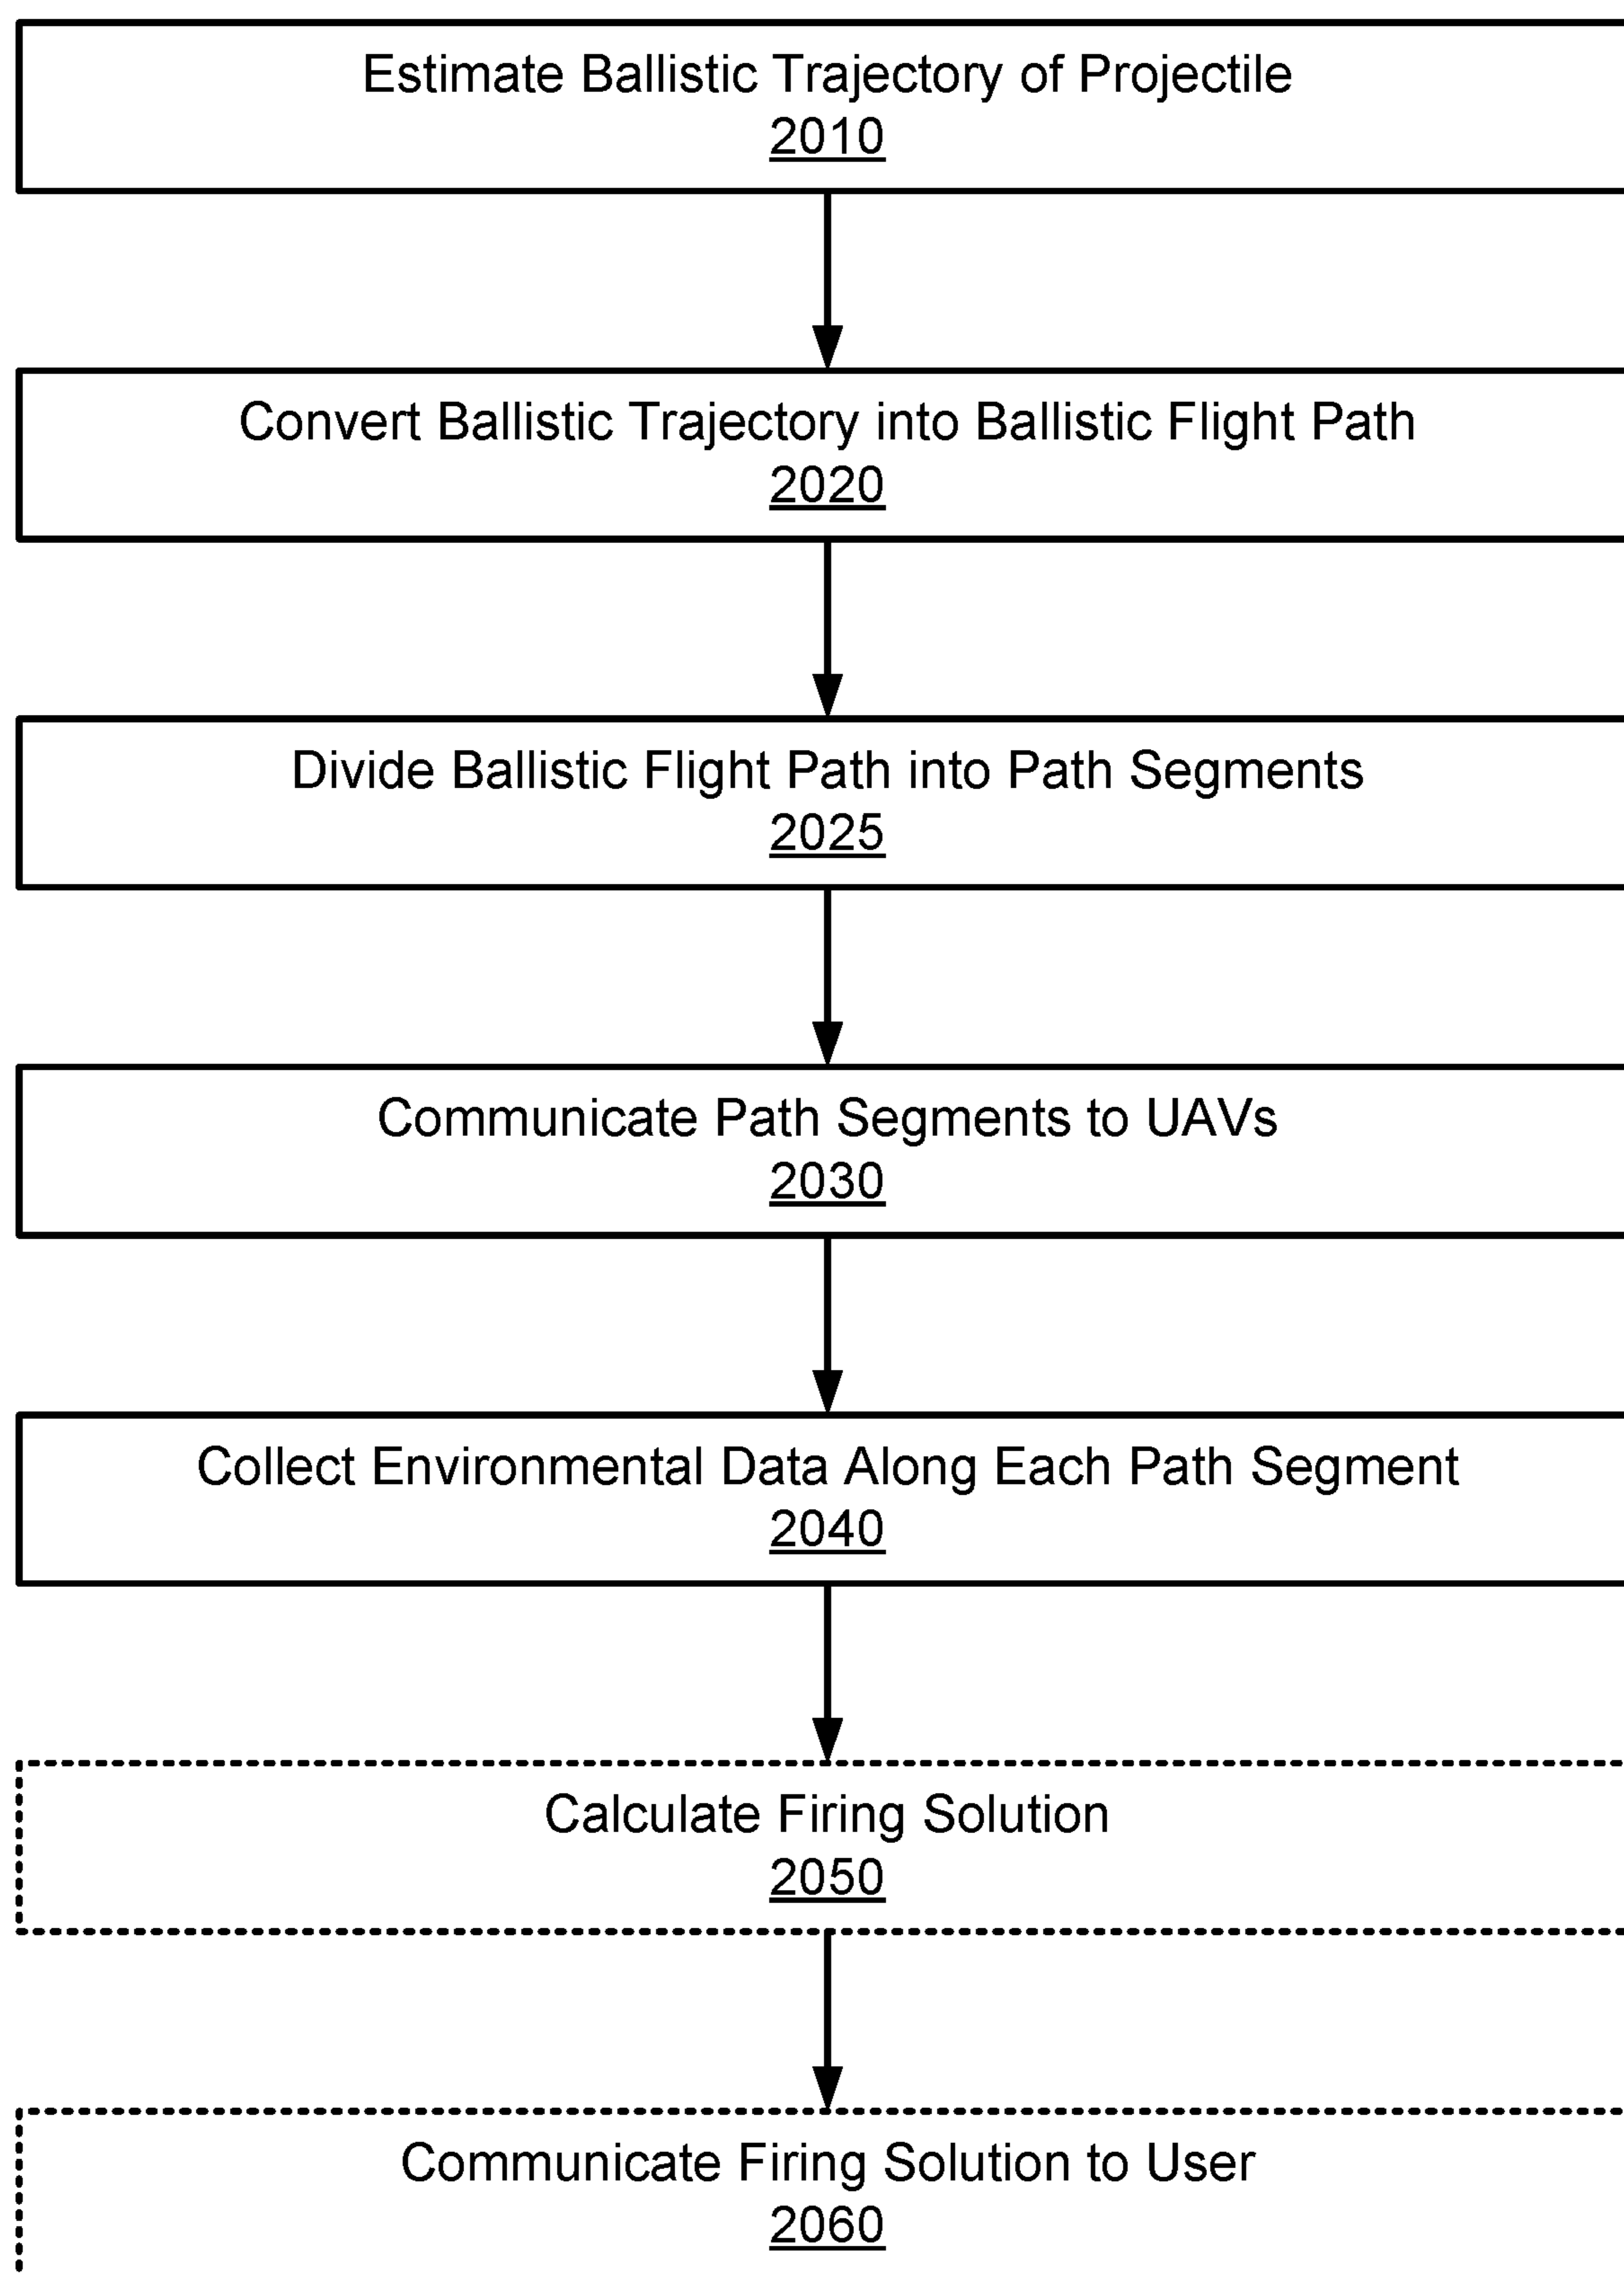 Estimate Ballistic Trajectory of Projectile
2010
Convert Ballistic Trajectory into Ballistic Flight Path
2020
Divide Ballistic Flight Path into Path Segments
2025
Communicate Path Segments to UAVs
2030
Collect Environmental Data Along Each Path Segment
2040
Calculate Firing Solution
2050
Communicate Firing Solution to User
2060